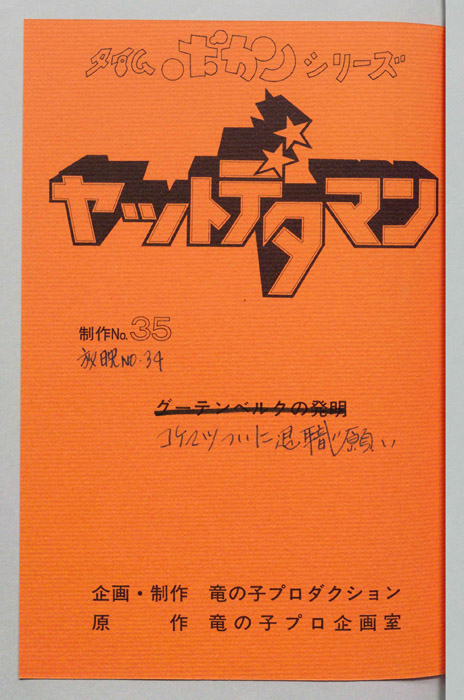 タイムボカンシリーズ
ヤットデタマン
制作No.35
放映NO.34
グーテンベルクの発明
コケマツついに退職願い
企画・制作 竜の子プロダクション
原 作 竜の子プロ企画室